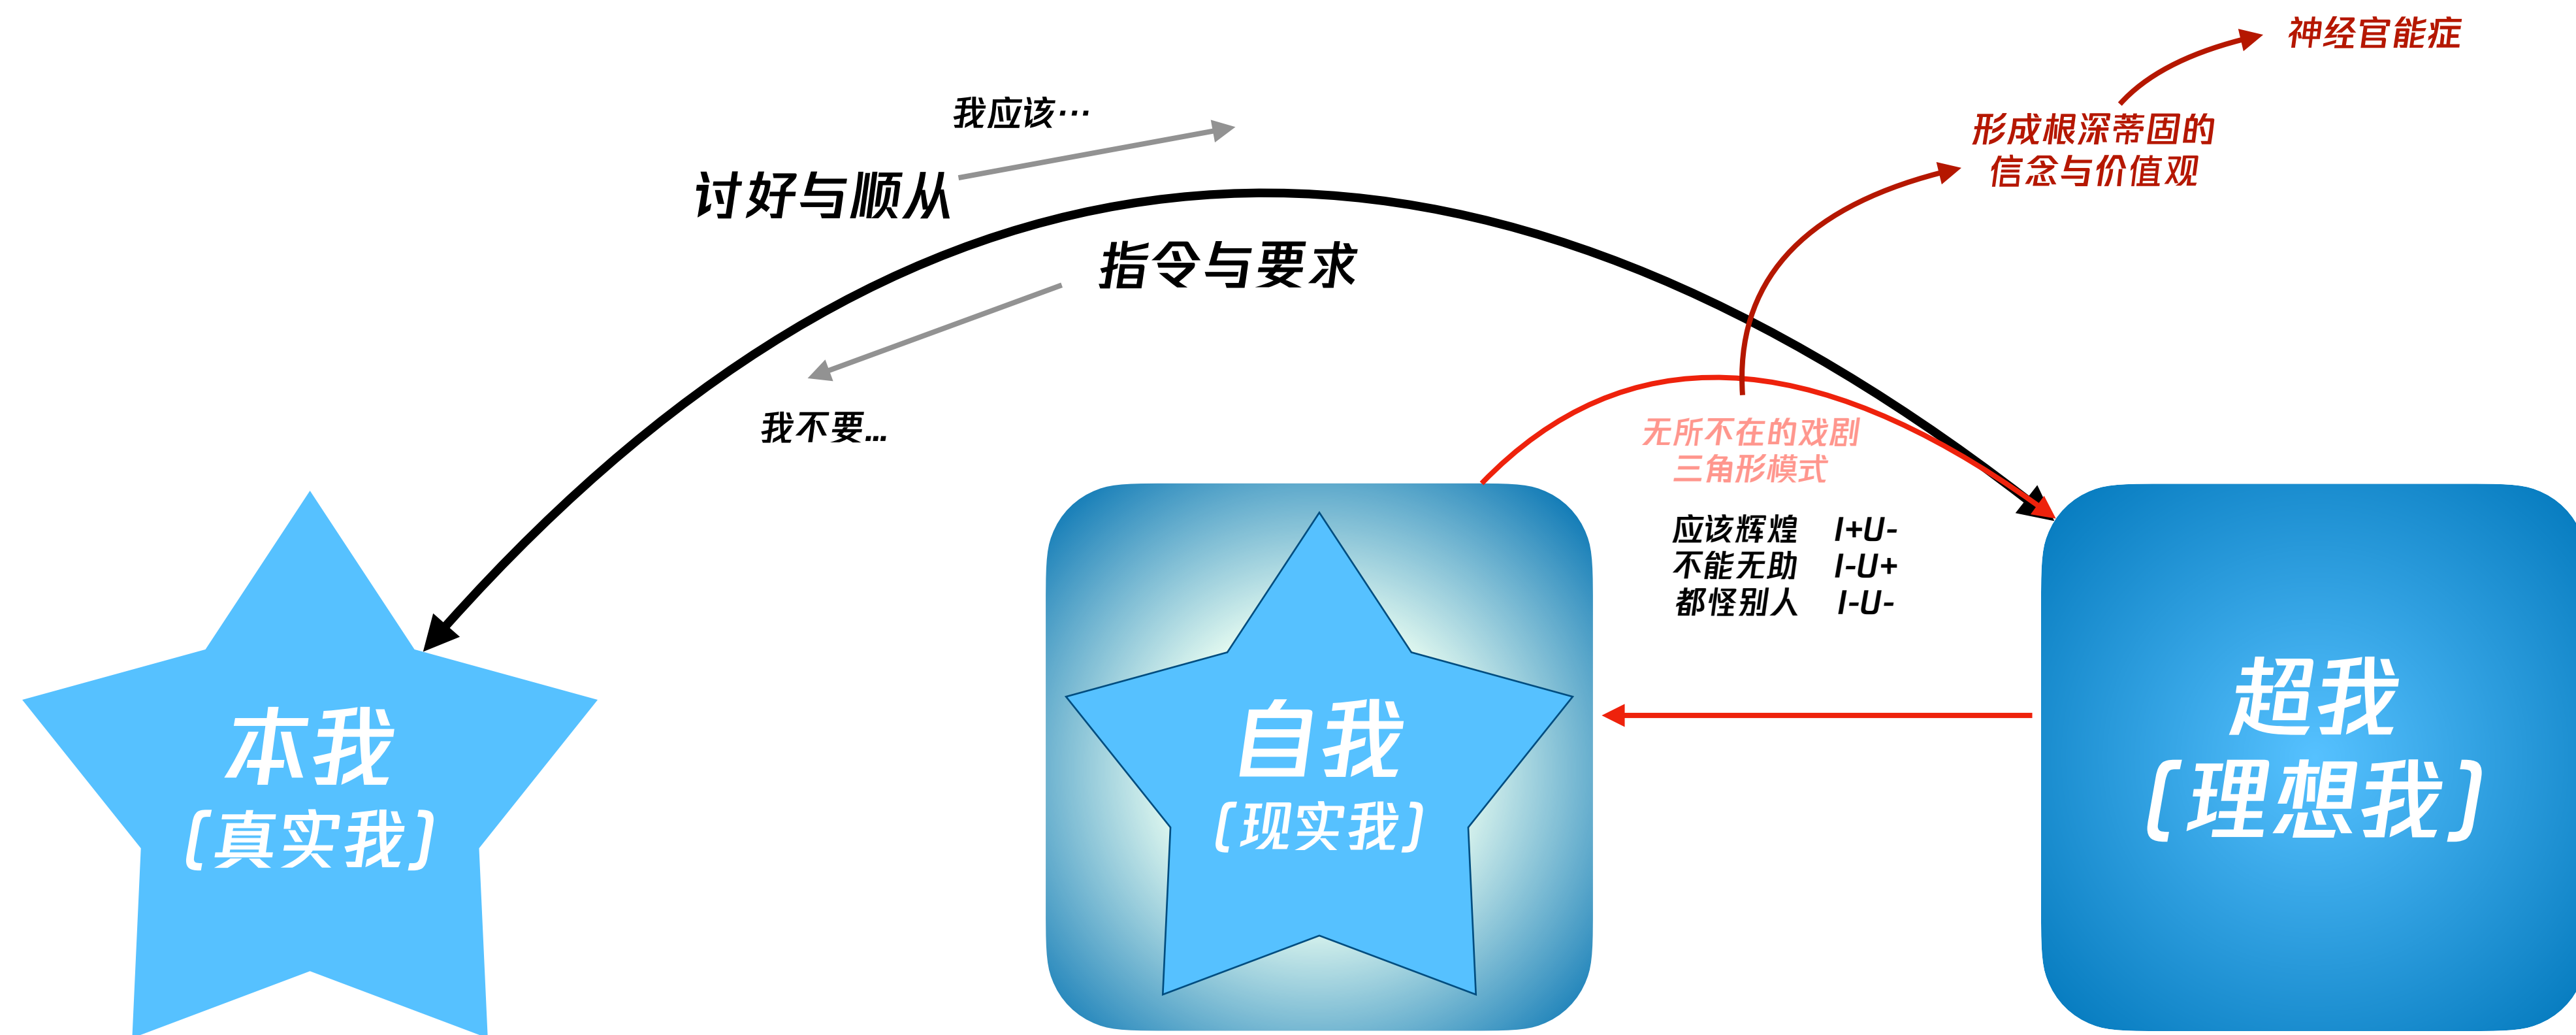 神经官能症
我应该…
形成根深蒂固的
信念与价值观
讨好与顺从
指令与要求
我不要...
无所不在的戏剧
三角形模式
应该辉煌 I+U-
不能无助 I-U+
都怪别人 I-U-
本我
(真实我)
自我
(现实我)
超我
(理想我)